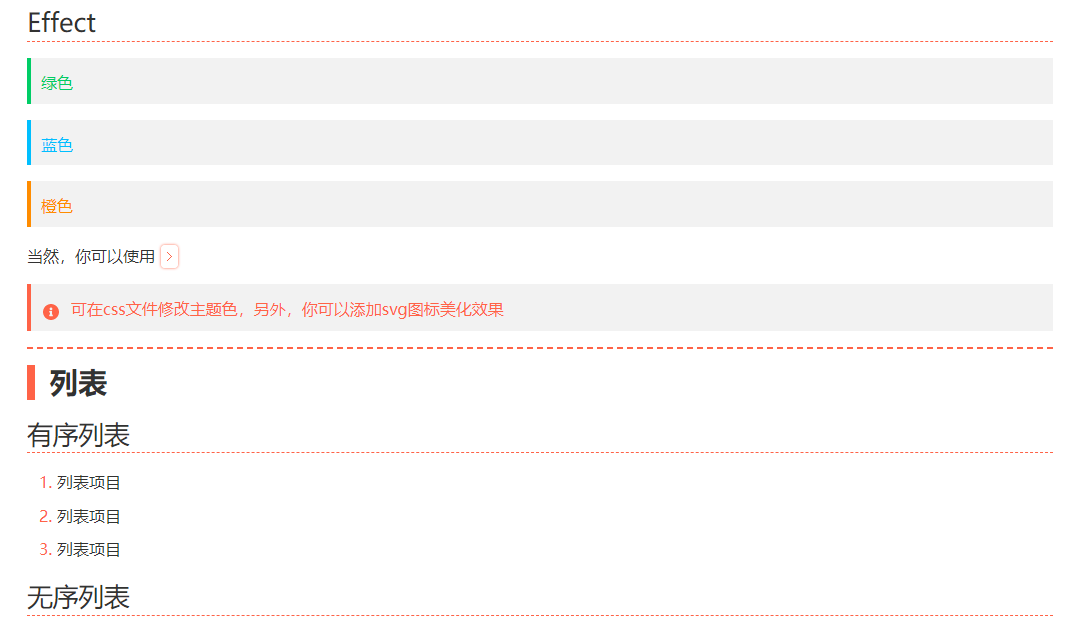 Effect
绿色
蓝色
橙色
当然，你可以使用 >
可在css文件修改主题色，另外，你可以添加svg图标美化效果
列表
有序列表
1. 列表项目
2. 列表项目
3. 列表项目
无序列表